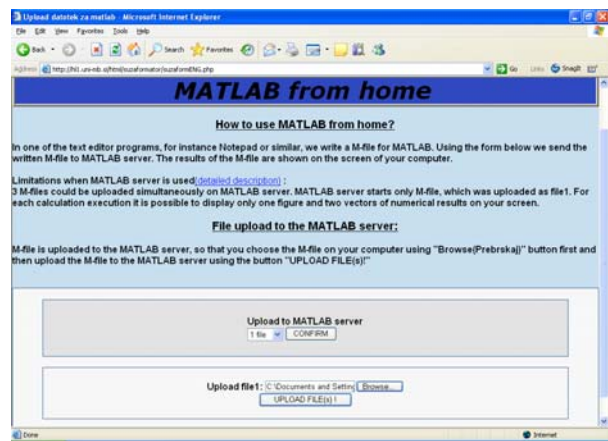 Upload datotek za matlab - Microsoft Internet Explorer
File Edit View Favorites Tools Help
Back Search Favorites
Address Go Links SnagIt
MATLAB from home
How to use MATLAB from home?
In one of the text editor programs, for instance Notepad or similar, we write a M-file for MATLAB. Using the form below we send the
written M-file to MATLAB server. The results of the M-file are shown on the screen of your computer.
Limitations when MATLAB server is used(detailed description) :
3 M-files could be uploaded simultaneously on MATLAB server. MATLAB server starts only M-file, which was uploaded as file1. For
each calculation execution it is possible to display only one figure and two vectors of numerical results on your screen.
File upload to the MATLAB server:
M-file is uploaded to the MATLAB server, so that you choose the M-file on your computer using "Browse(Prebrskaj)" button first and
then upload the M-file to the MATLAB server using the button "UPLOAD FILE(s)!"
Upload to MATLAB server
1 file CONFIRM
Upload file1: C:\Documents and Setting Browse...
UPLOAD FILE(s) !
Done Internet